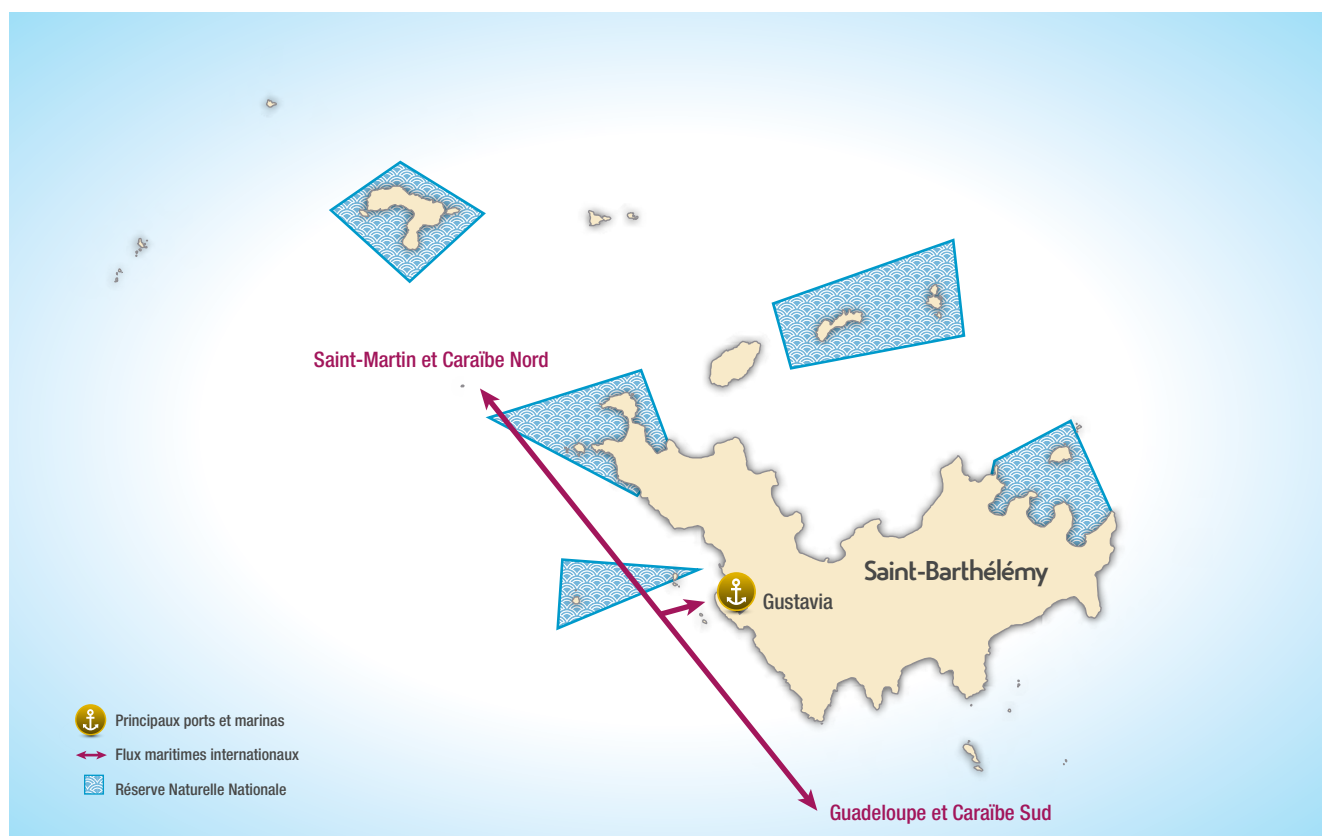 Saint-Martin et Caraïbe Nord
Saint-Barthélémy
Gustavia
Principaux ports et marinas
Flux maritimes internationaux
Réserve Naturelle Nationale
Guadeloupe et Caraïbe Sud